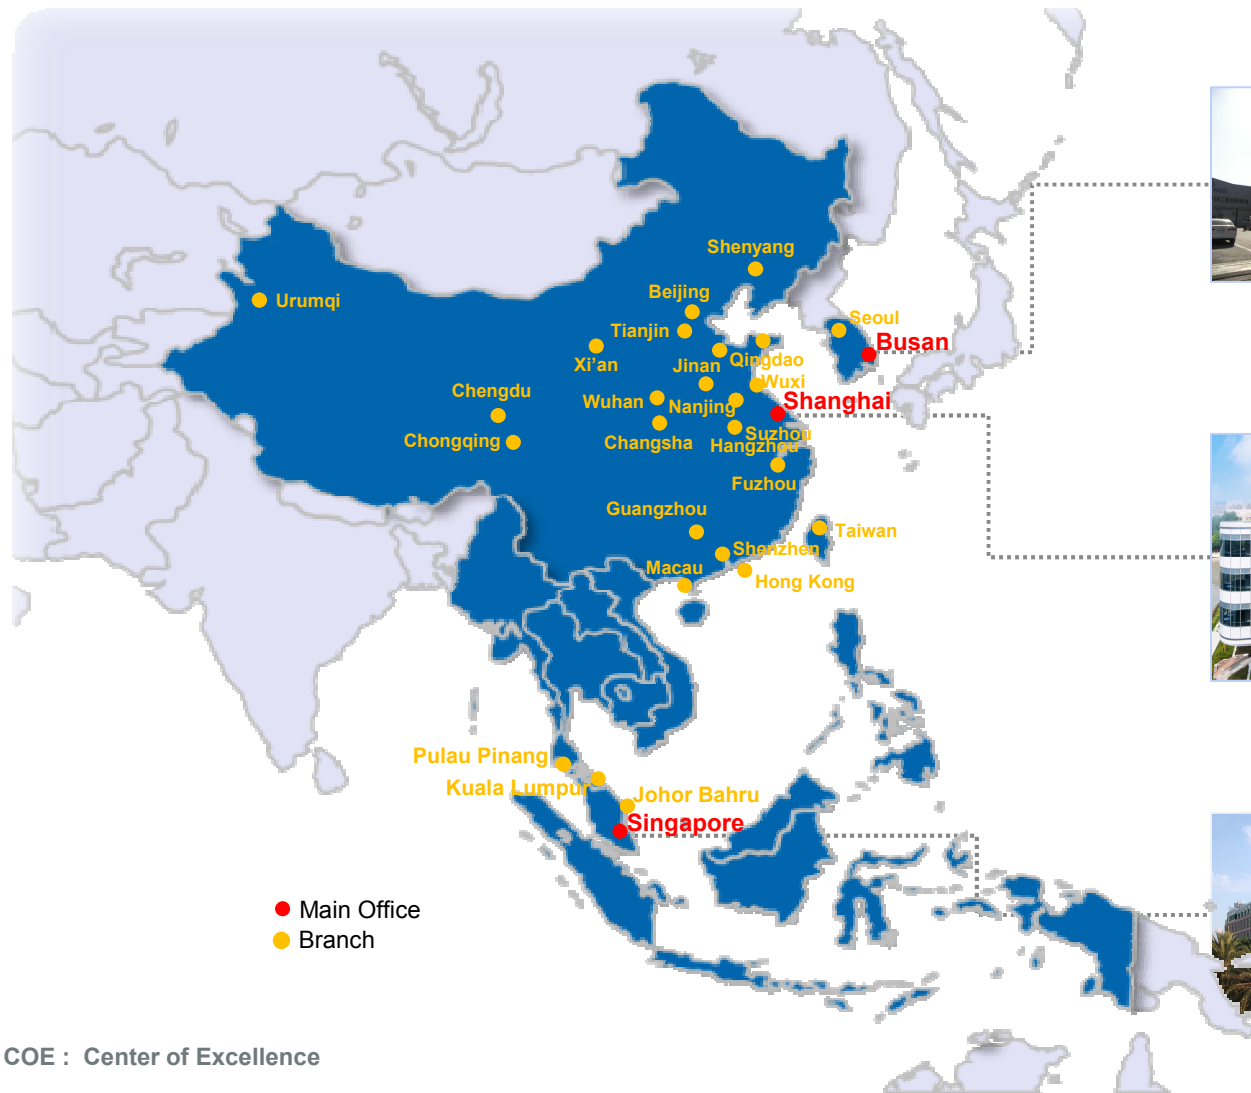 Shenyang
Beijing
Urumqi
Tianjin
Seoul
Busan
Xi'an
Jinan
Qingdao
Wuxi
Chengdu
Wuhan
Nanjing
Shanghai
Chongqing
Changsha
Suzhou
Hangzhou
Fuzhou
Guangzhou
Taiwan
Shenzhen
Macau
Hong Kong
Pulau Pinang
Kuala Lumpur
Johor Bahru
Singapore
Main Office
Branch
COE : Center of Excellence